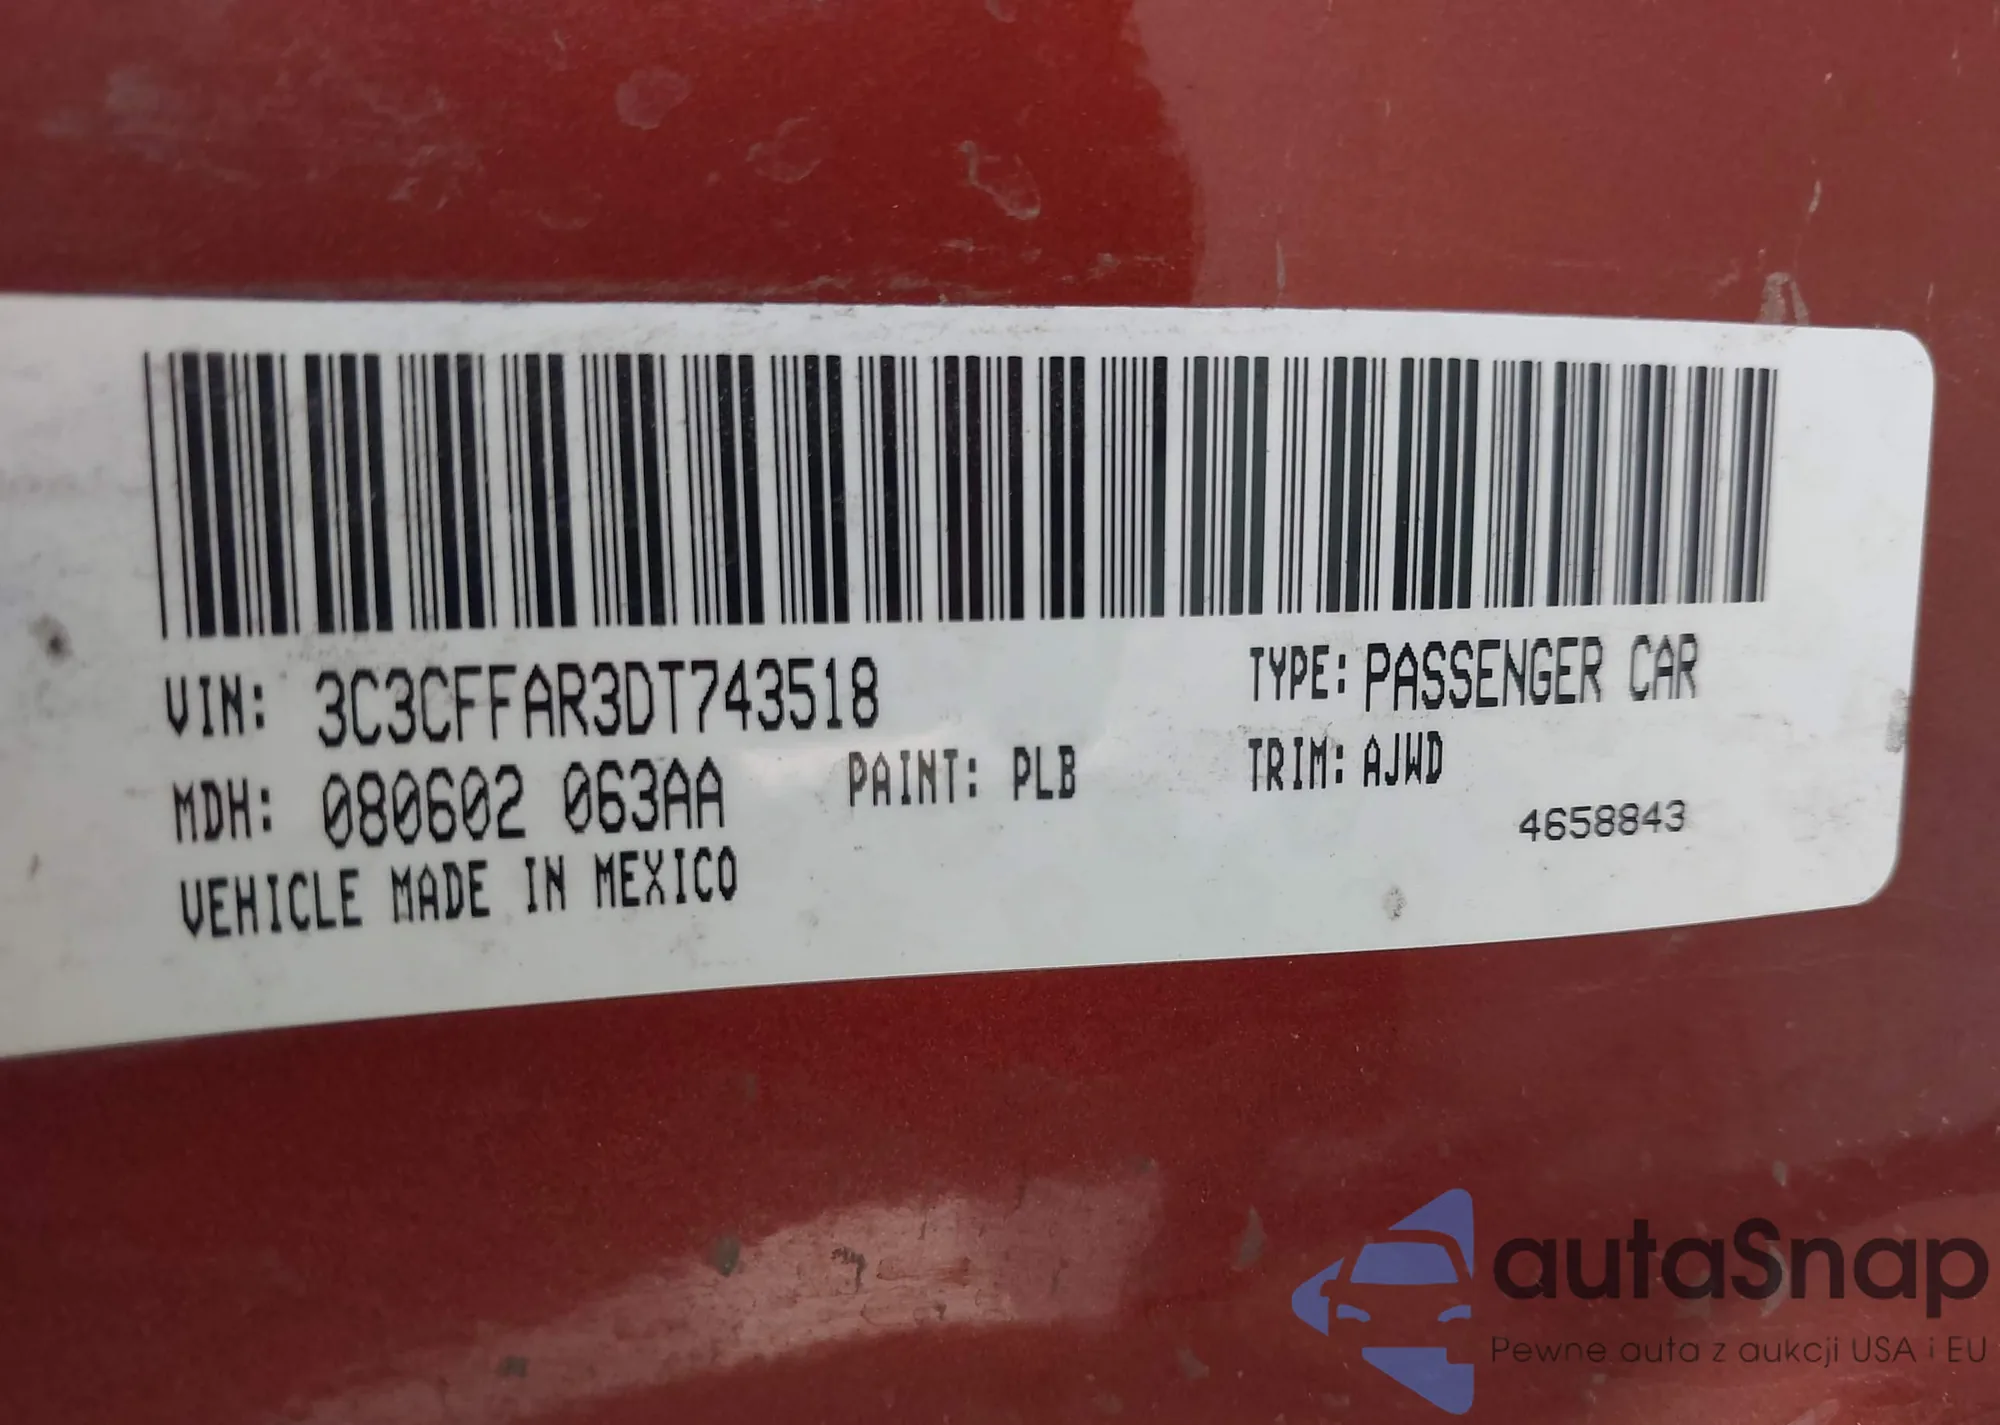 VIN: 3C3CFFAR3DT743518
TYPE: PASSENGER CAR
MDH: 080602 063AA
PAINT: PLB
TRIM: AJWD
4658843
VEHICLE MADE IN MEXICO
autaSnap
Pewne auta z aukcji USA i EU